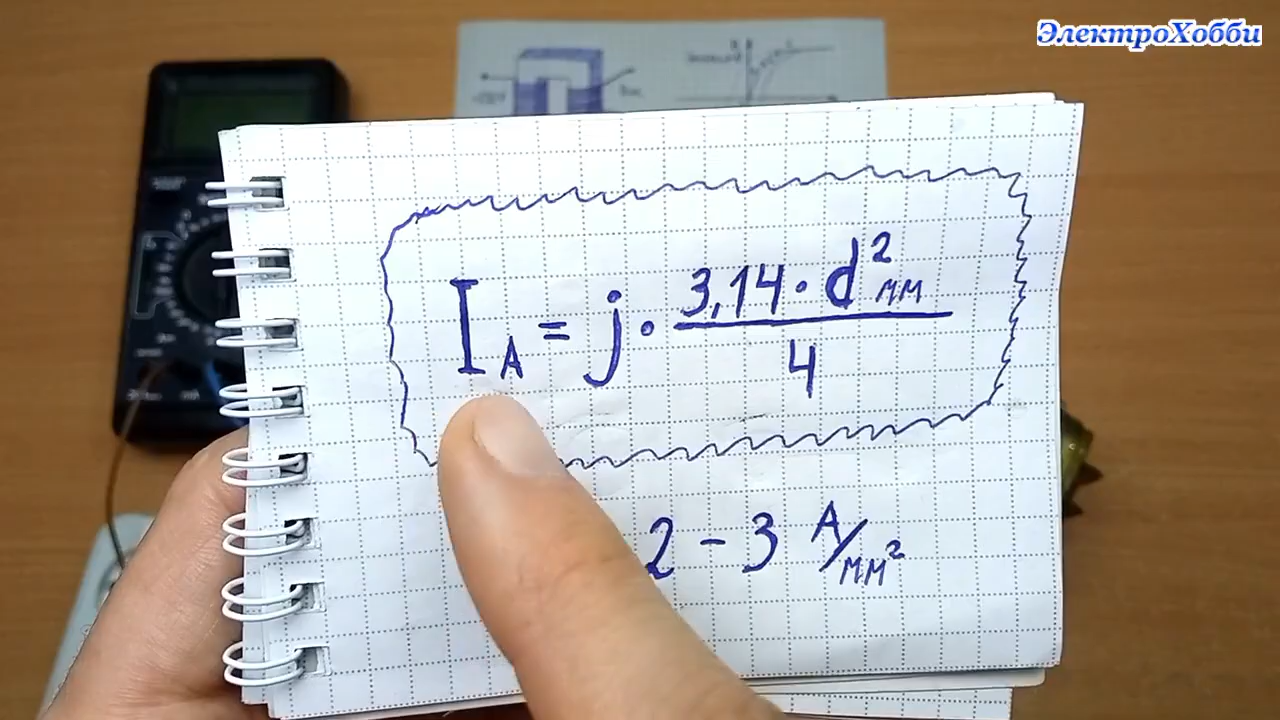 ЭлектроХобби
I_A = j · (3,14 · d²_мм) / 4
2 - 3 А/мм²